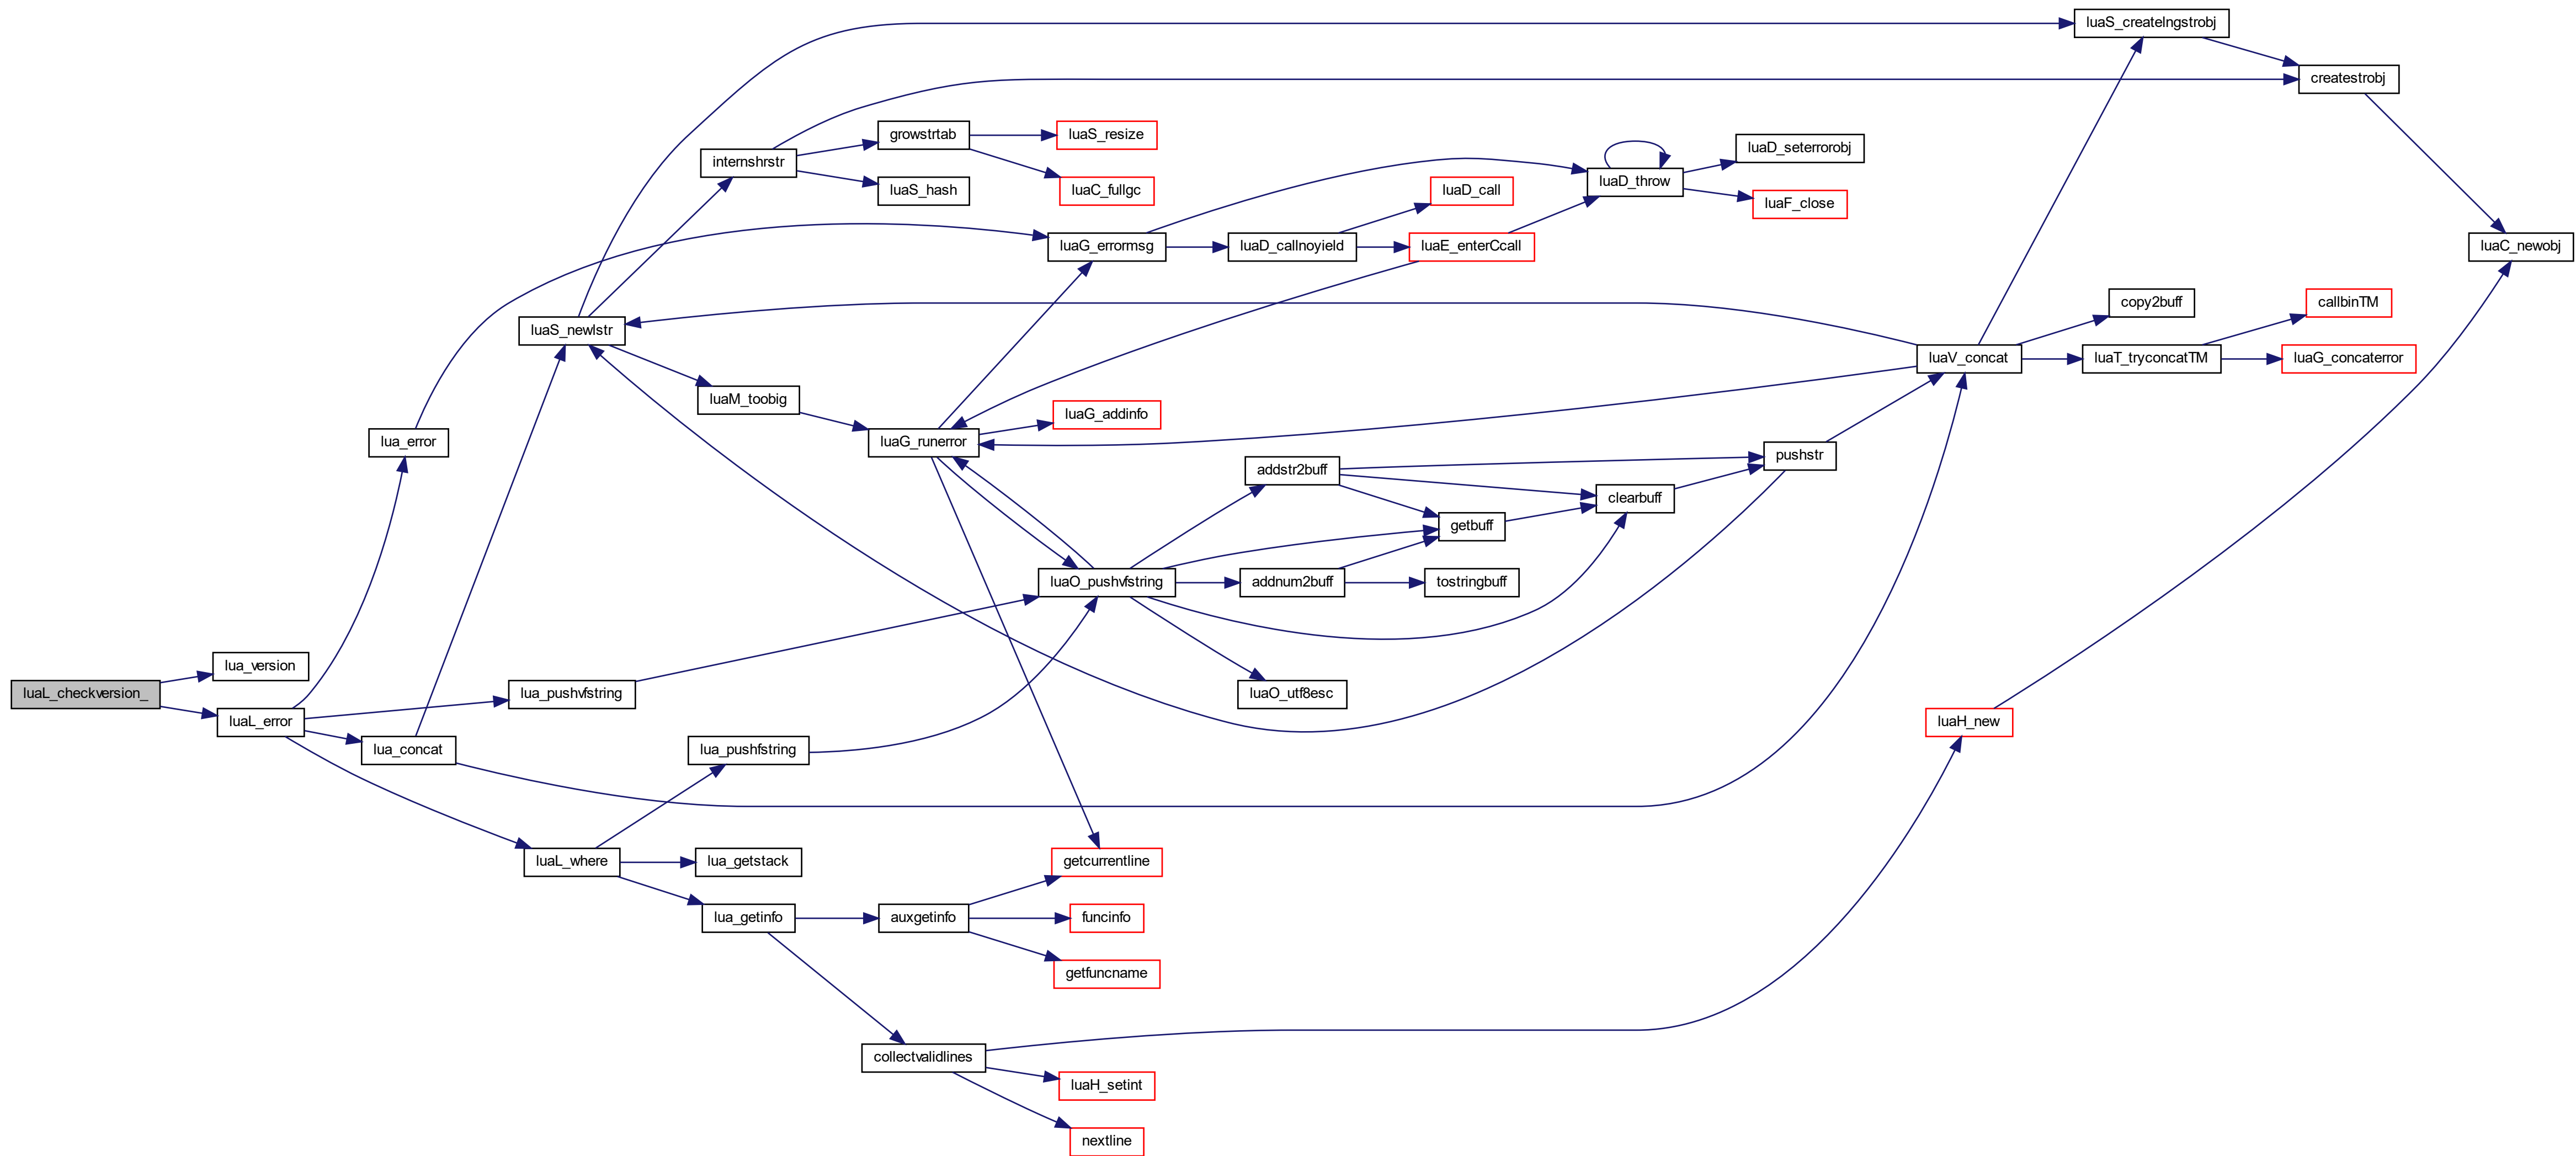 luaS_createlngstrobj
createstrobj
growstrtab
luaS_resize
luaD_seterrorobj
internshrstr
luaD_throw
luaS_hash
luaC_fullgc
luaD_call
luaF_close
luaG_errormsg
luaD_callnoyield
luaE_enterCcall
luaC_newobj
copy2buff
callbinTM
luaS_newlstr
luaV_concat
luaT_tryconcatTM
luaG_concaterror
luaM_toobig
luaG_addinfo
lua_error
luaG_runerror
pushstr
addstr2buff
clearbuff
getbuff
luaO_pushvfstring
addnum2buff
tostringbuff
lua_version
luaL_checkversion_
lua_pushvfstring
luaO_utf8esc
luaL_error
luaH_new
lua_concat
lua_pushfstring
luaL_where
lua_getstack
getcurrentline
lua_getinfo
auxgetinfo
funcinfo
getfuncname
collectvalidlines
luaH_setint
nextline